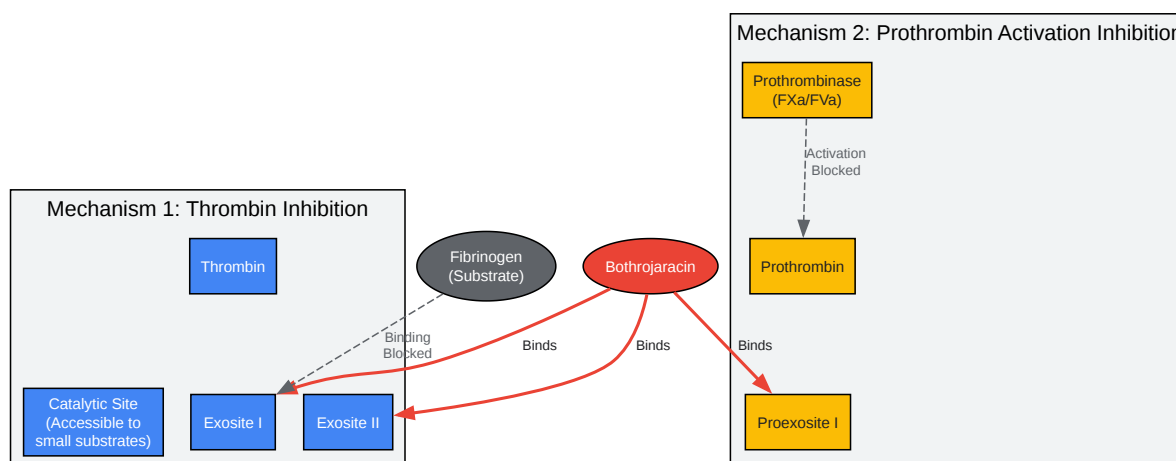 Mechanism 2: Prothrombin Activation Inhibition
Prothrombinase
(FXa/FVa)
Activation
Blocked
Mechanism 1: Thrombin Inhibition
Thrombin
Fibrinogen
(Substrate)
Bothrojaracin
Prothrombin
Binding
Blocked
Binds
Binds
Binds
Catalytic Site
(Accessible to
small substrates)
Exosite I
Exosite II
Proexosite I